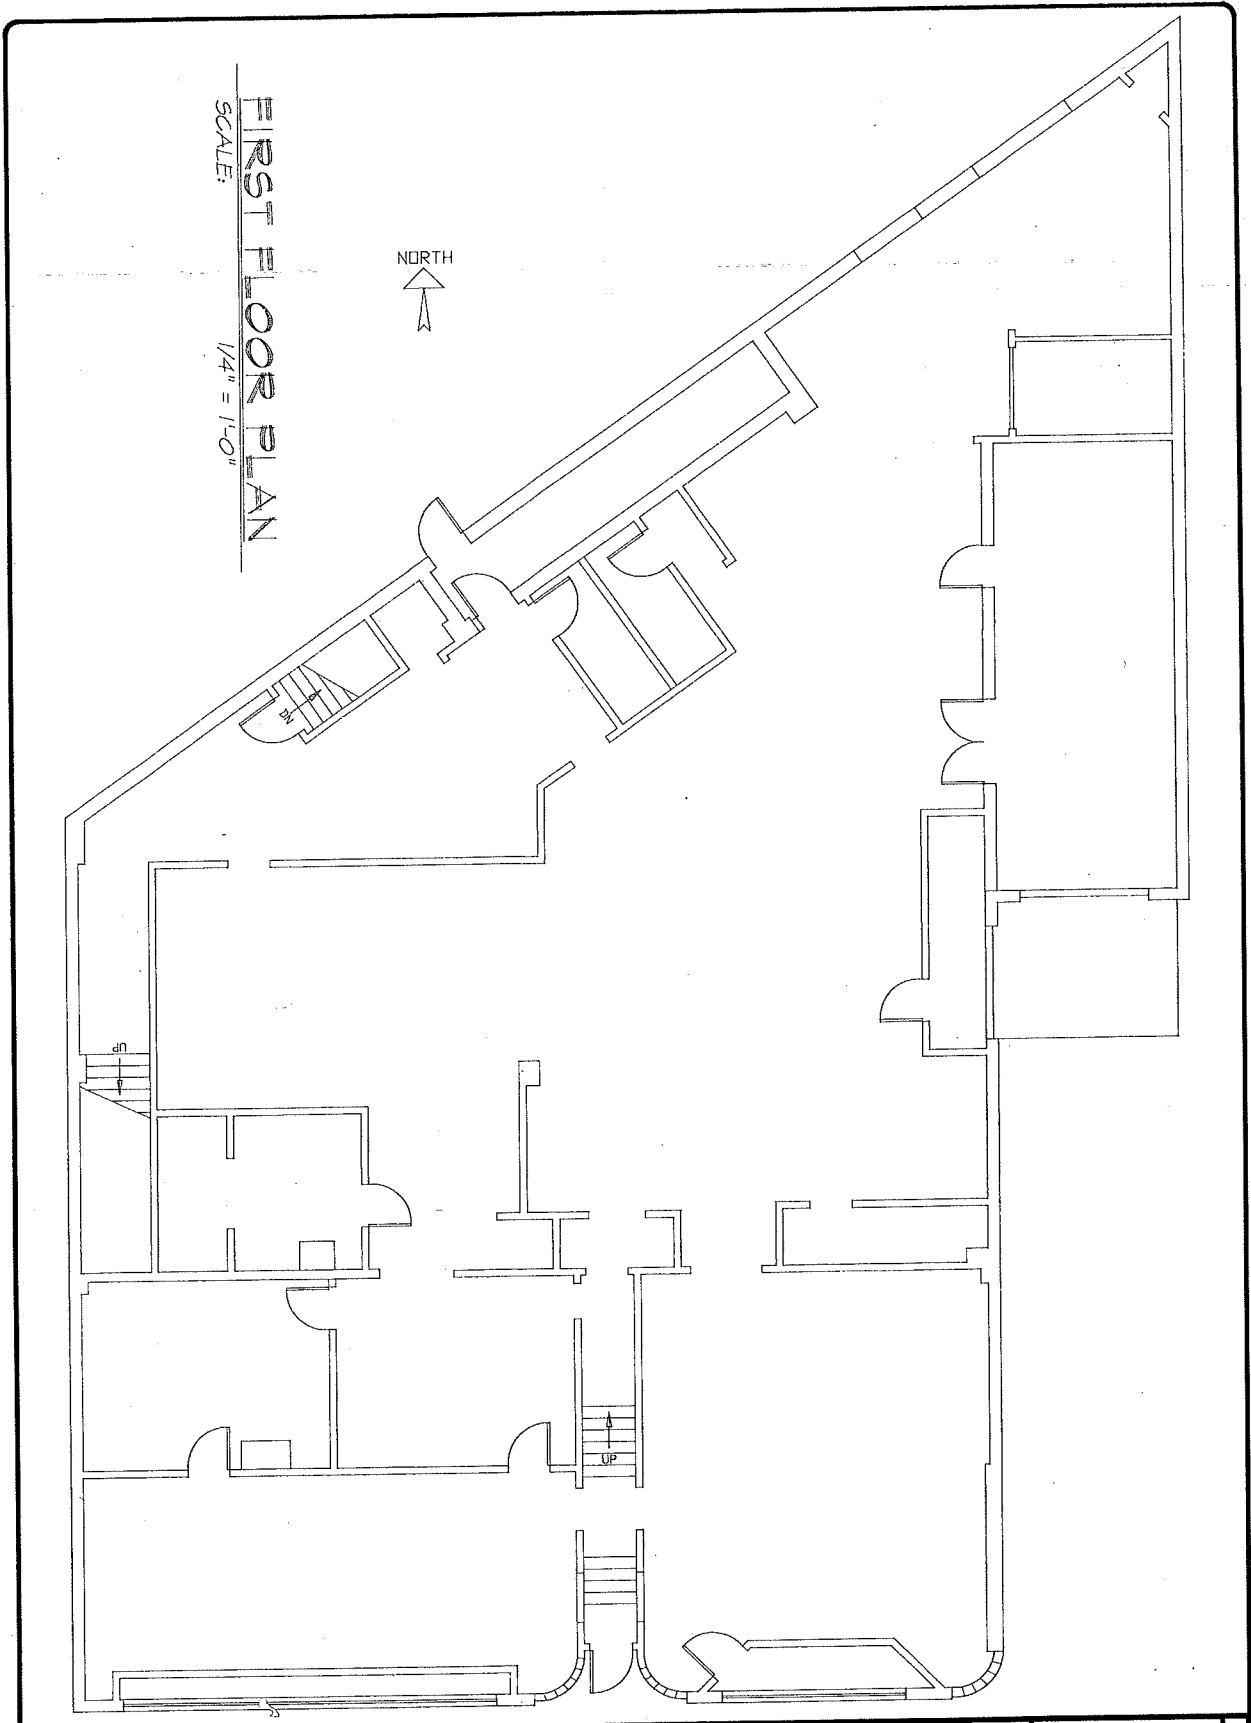 FIRST FLOOR PLAN
SCALE: 1/4" = 1'-0"
NORTH
DN
UP
UP